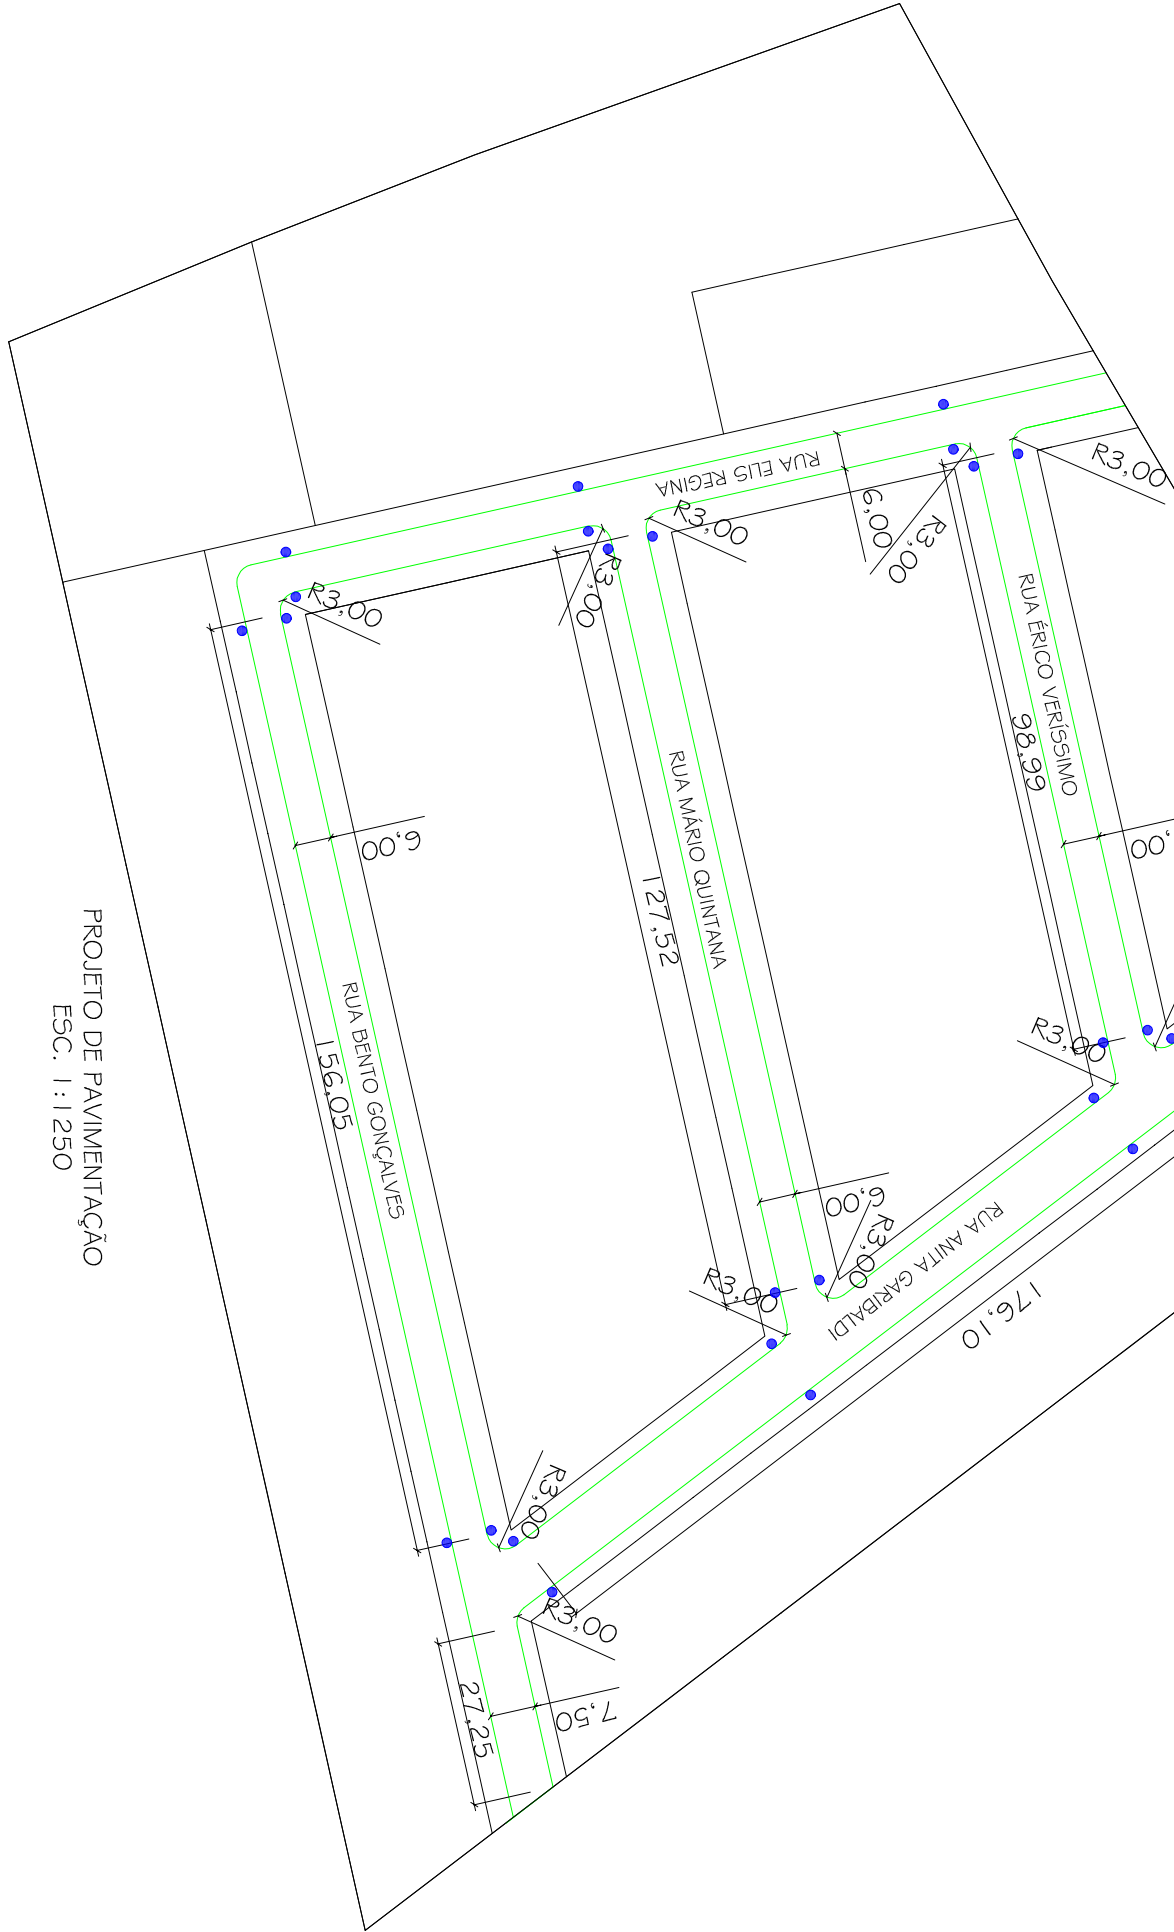 RUA ELIS REGINA
R3,00
R3,00
6,00
R3,00
R3,00
R3,00
RUA ÉRICO VERÍSSIMO
98,99
,00
6,00
RUA MÁRIO QUINTANA
127,52
RUA BENTO GONÇALVES
156,05
R3,00
6,00
R3,00
R3,00
RUA ANITA GARIBALDI
176,10
R3,00
R3,00
27,25
7,50
PROJETO DE PAVIMENTAÇÃO
ESC. 1:1250